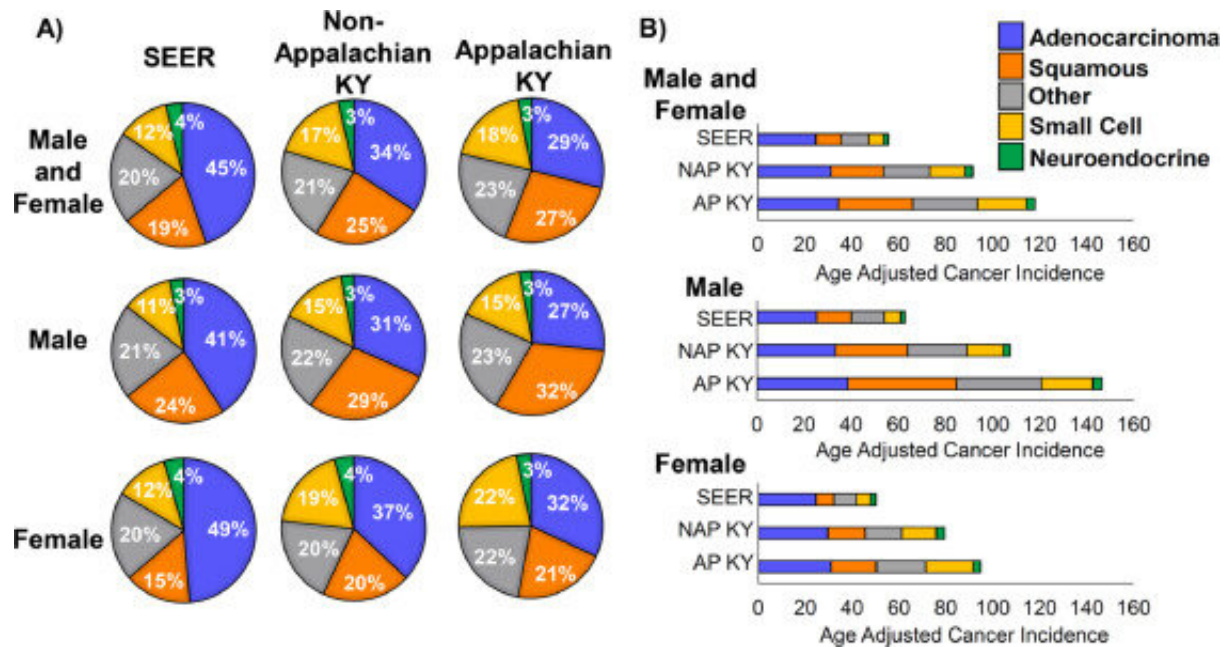 A)
SEER
Non-
Appalachian
KY
Appalachian
KY
Male
and
Female
12%
4%
45%
20%
19%
17%
3%
34%
21%
25%
18%
3%
29%
23%
27%
Male
11%
3%
41%
21%
24%
15%
3%
31%
22%
29%
15%
3%
27%
23%
32%
Female
12%
4%
49%
20%
15%
19%
4%
37%
20%
20%
22%
3%
32%
22%
21%
B)
Adenocarcinoma
Squamous
Other
Small Cell
Neuroendocrine
Male and
Female
SEER
NAP KY
AP KY
0 20 40 60 80 100 120 140 160
Age Adjusted Cancer Incidence
Male
SEER
NAP KY
AP KY
0 20 40 60 80 100 120 140 160
Age Adjusted Cancer Incidence
Female
SEER
NAP KY
AP KY
0 20 40 60 80 100 120 140 160
Age Adjusted Cancer Incidence